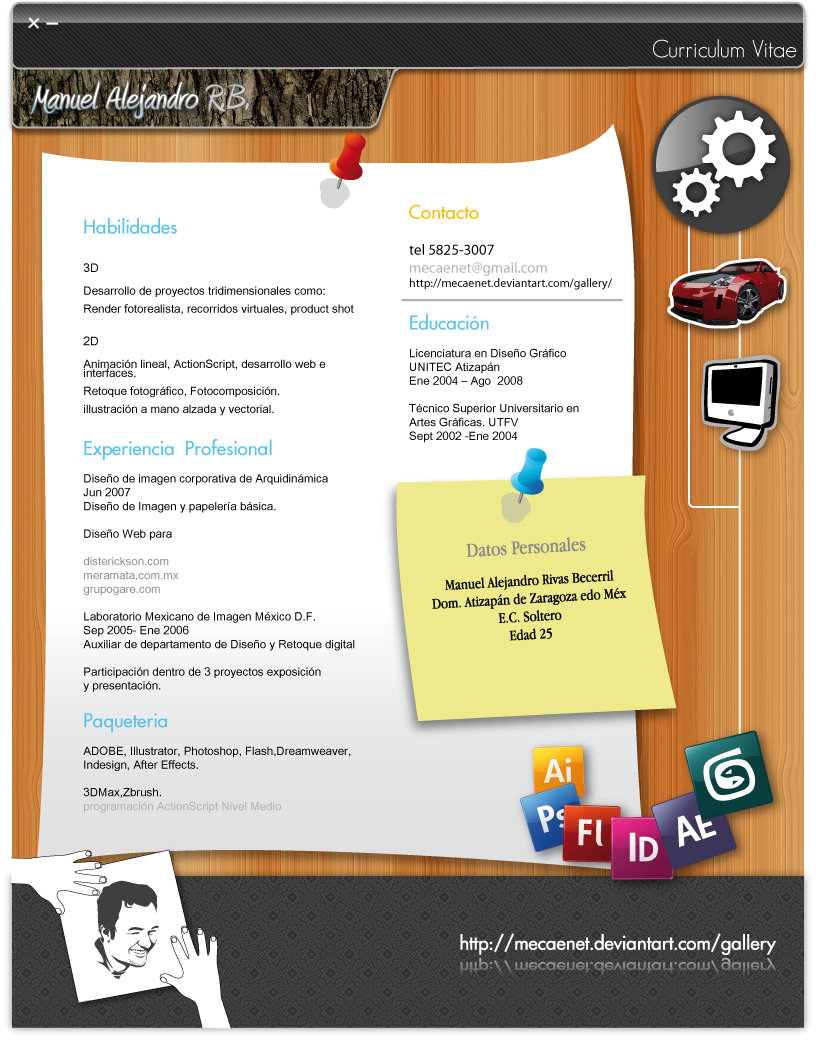 Curriculum Vitae
Manuel Alejandro R.B.
Habilidades
3D
Desarrollo de proyectos tridimensionales como:
Render fotorealista, recorridos virtuales, product shot
2D
Animación lineal, ActionScript, desarrollo web e
interfaces.
Retoque fotográfico, Fotocomposición.
illustración a mano alzada y vectorial.
Experiencia Profesional
Diseño de imagen corporativa de Arquidinámica
Jun 2007
Diseño de Imagen y papelería básica.
Diseño Web para
disterickson.com
meramata.com.mx
grupogare.com
Laboratorio Mexicano de Imagen México D.F.
Sep 2005- Ene 2006
Auxiliar de departamento de Diseño y Retoque digital
Participación dentro de 3 proyectos exposición
y presentación.
Paqueteria
ADOBE, Illustrator, Photoshop, Flash,Dreamweaver,
Indesign, After Effects.
3DMax,Zbrush.
programación ActionScript Nivel Medio
Contacto
tel 5825-3007
mecaenet@gmail.com
http://mecaenet.deviantart.com/gallery/
Educación
Licenciatura en Diseño Gráfico
UNITEC Atizapán
Ene 2004 – Ago 2008
Técnico Superior Universitario en
Artes Gráficas. UTFV
Sept 2002 -Ene 2004
Datos Personales
Manuel Alejandro Rivas Becerril
Dom. Atizapán de Zaragoza edo Méx
E.C. Soltero
Edad 25
Ai
Ps
Fl
ID
AE
http://mecaenet.deviantart.com/gallery
http://mecaenet.deviantart.com/gallery